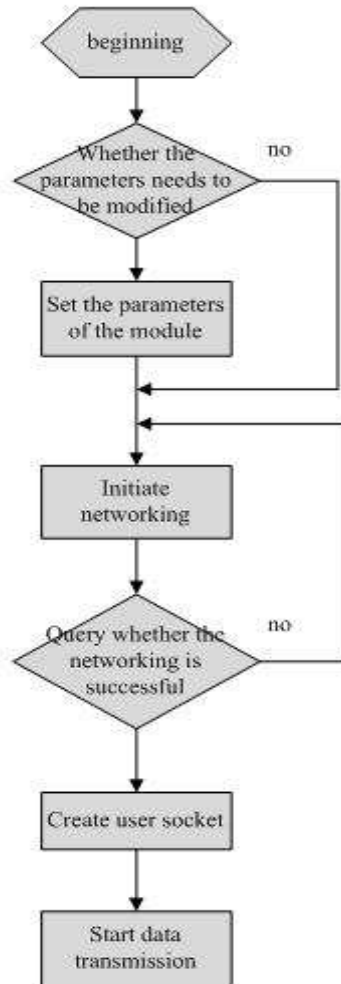 beginning
Whether the
no
parameters needs to
be modified
Set the parameters
of the module
Initiate
networking
Query whether the
no
networking is
successful
Create user socket
Start data
transmission